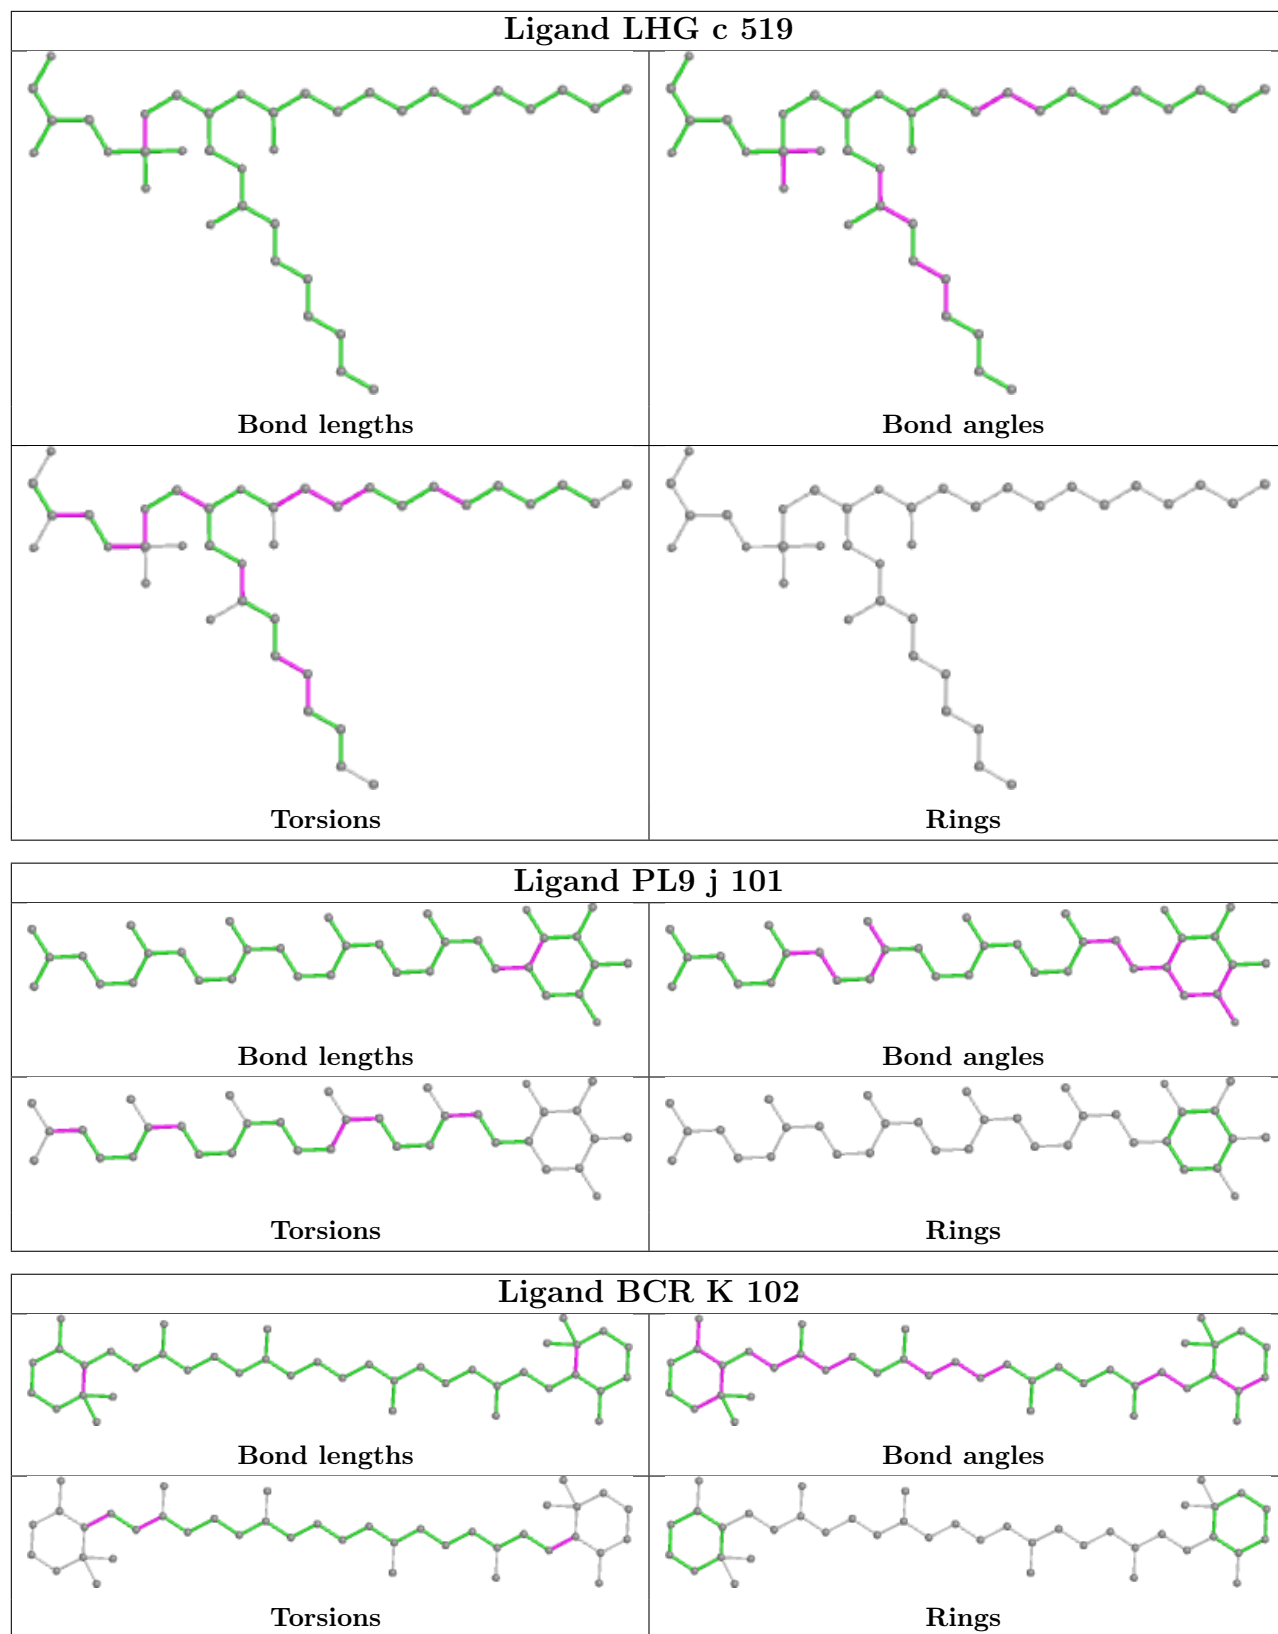 Ligand LHG c 519
Bond lengths
Bond angles
Torsions
Rings
Ligand PL9 j 101
Bond lengths
Bond angles
Torsions
Rings
Ligand BCR K 102
Bond lengths
Bond angles
Torsions
Rings